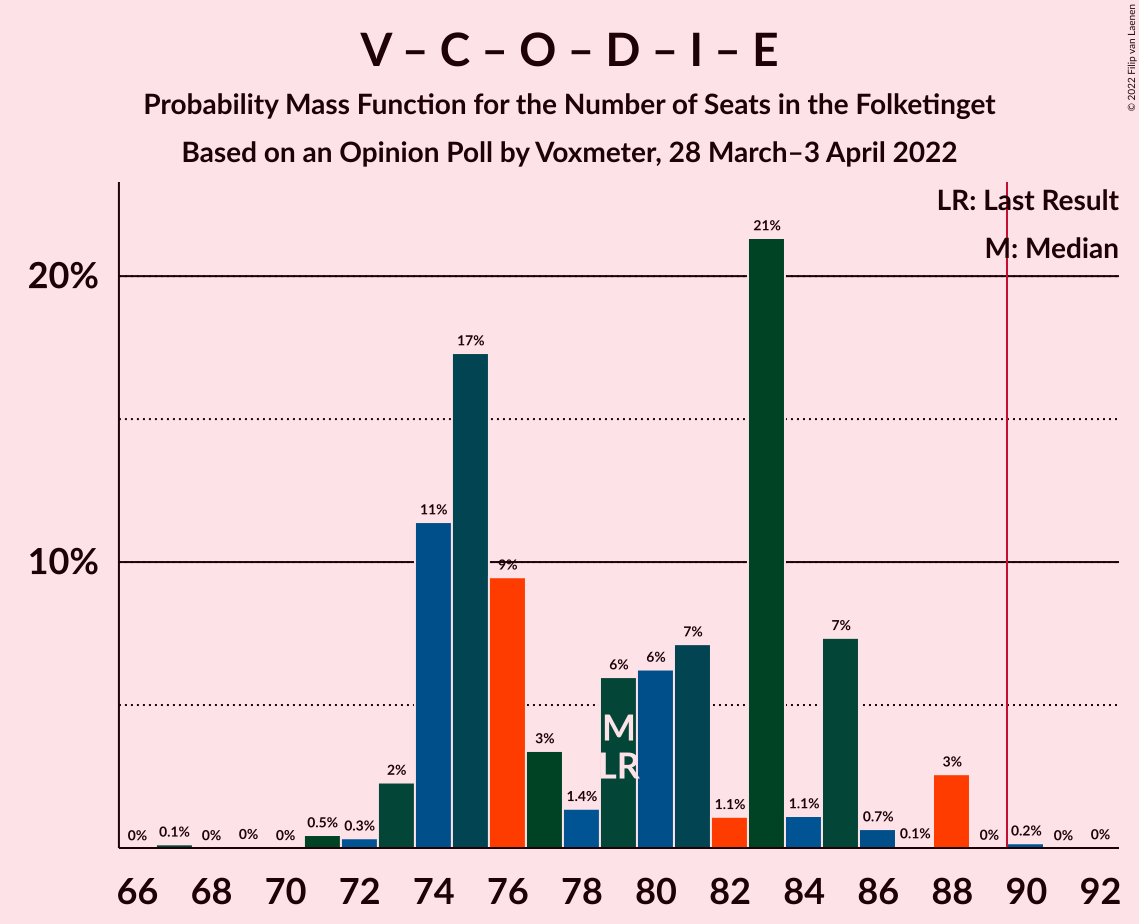 V – C – O – D – I – E
Probability Mass Function for the Number of Seats in the Folketinget
Based on an Opinion Poll by Voxmeter, 28 March–3 April 2022
© 2022 Filip van Laenen
LR: Last Result
M: Median
20%
10%
0% 0.1% 0% 0% 0% 0.5% 0.3% 2% 11% 17% 9% 3% 1.4% 6% 6% 7% 1.1% 21% 1.1% 7% 0.7% 0.1% 3% 0% 0.2% 0% 0%
M
LR
66 68 70 72 74 76 78 80 82 84 86 88 90 92